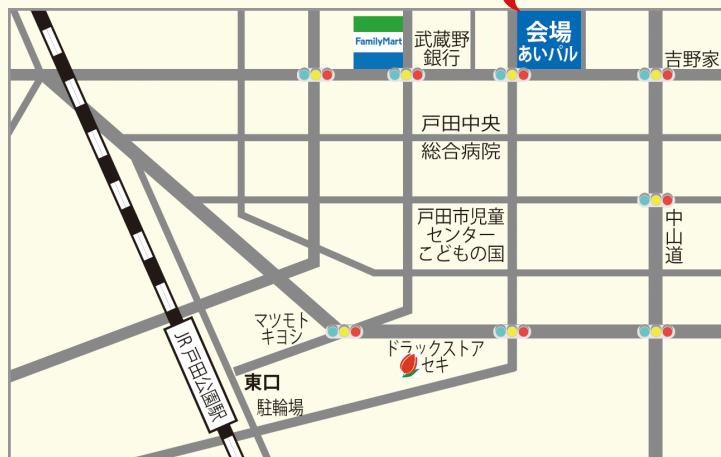 会場
あいパル
FamilyMart
武蔵野
銀行
吉野家
戸田中央
総合病院
戸田市児童
センター
こどもの国
中山道
マツモト
キヨシ
ドラックストア
セキ
JR 戸田公園駅
東口
駐輪場